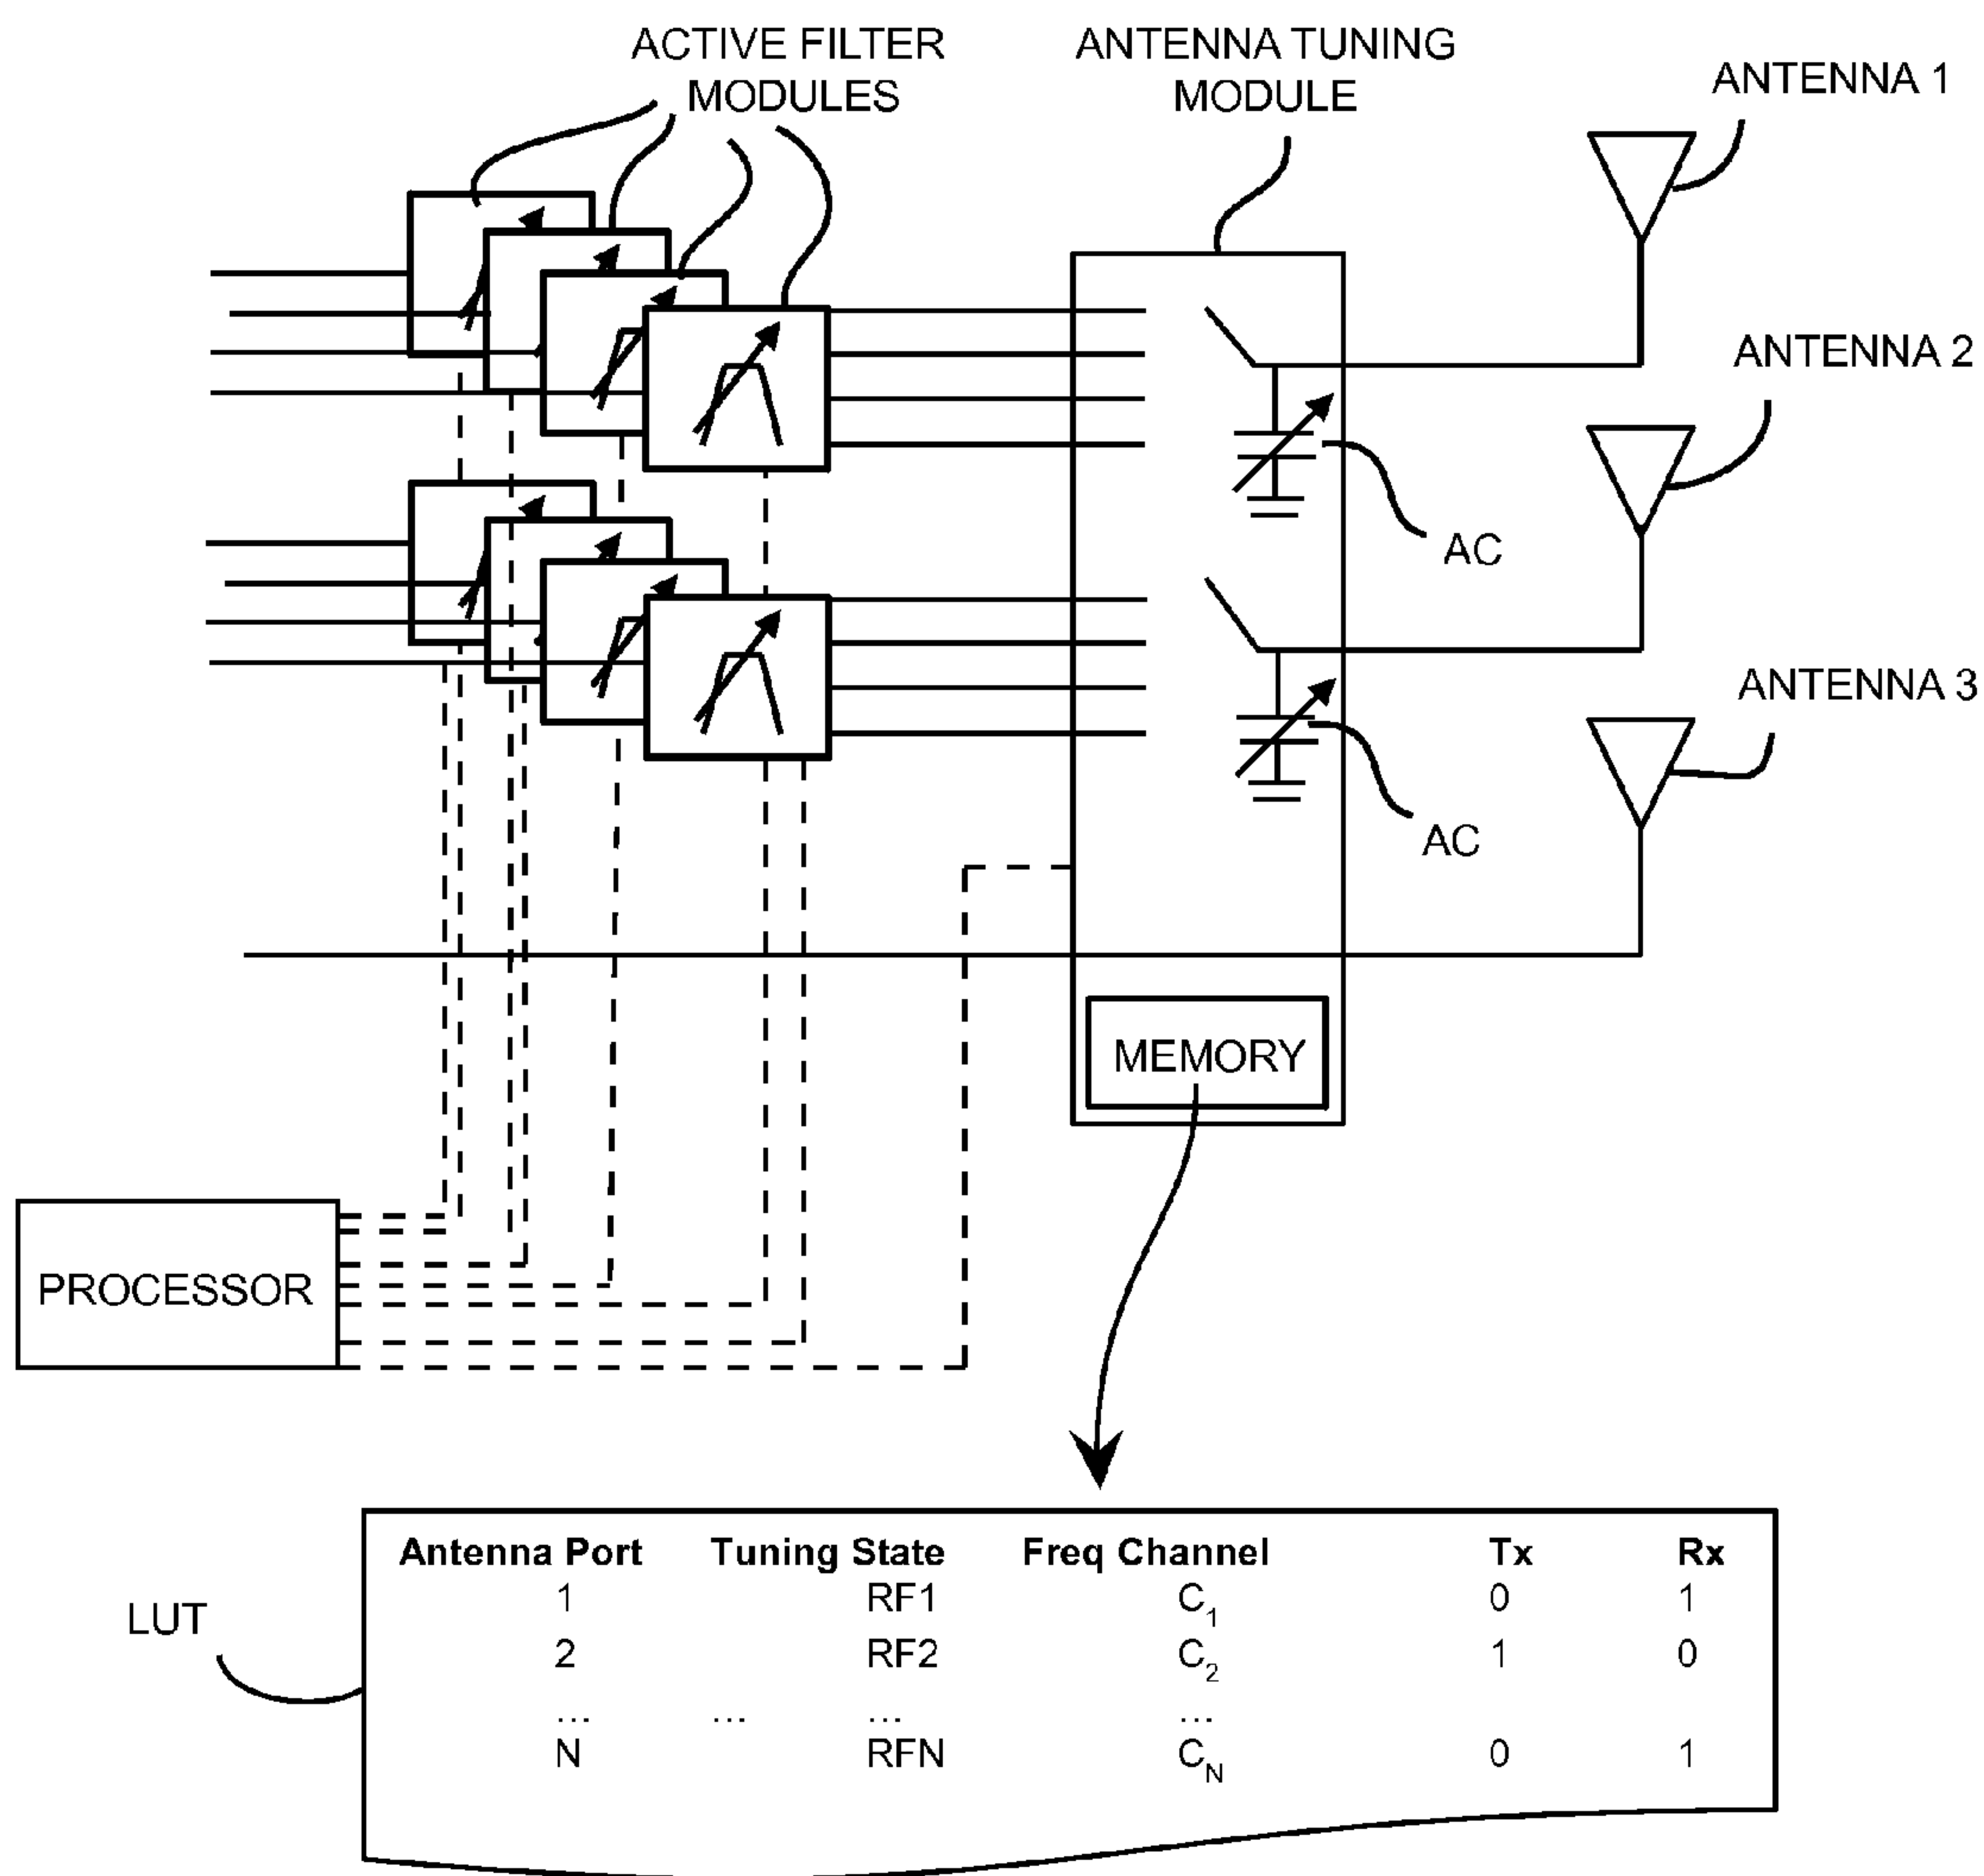 ACTIVE FILTER
MODULES
ANTENNA TUNING
MODULE
ANTENNA 1
ANTENNA 2
AC
ANTENNA 3
AC
MEMORY
PROCESSOR
Antenna Port Tuning State Freq Channel Tx Rx
1 RF1 C1 0 1
2 RF2 C2 1 0
... ... ... ...
N RFN CN 0 1
LUT